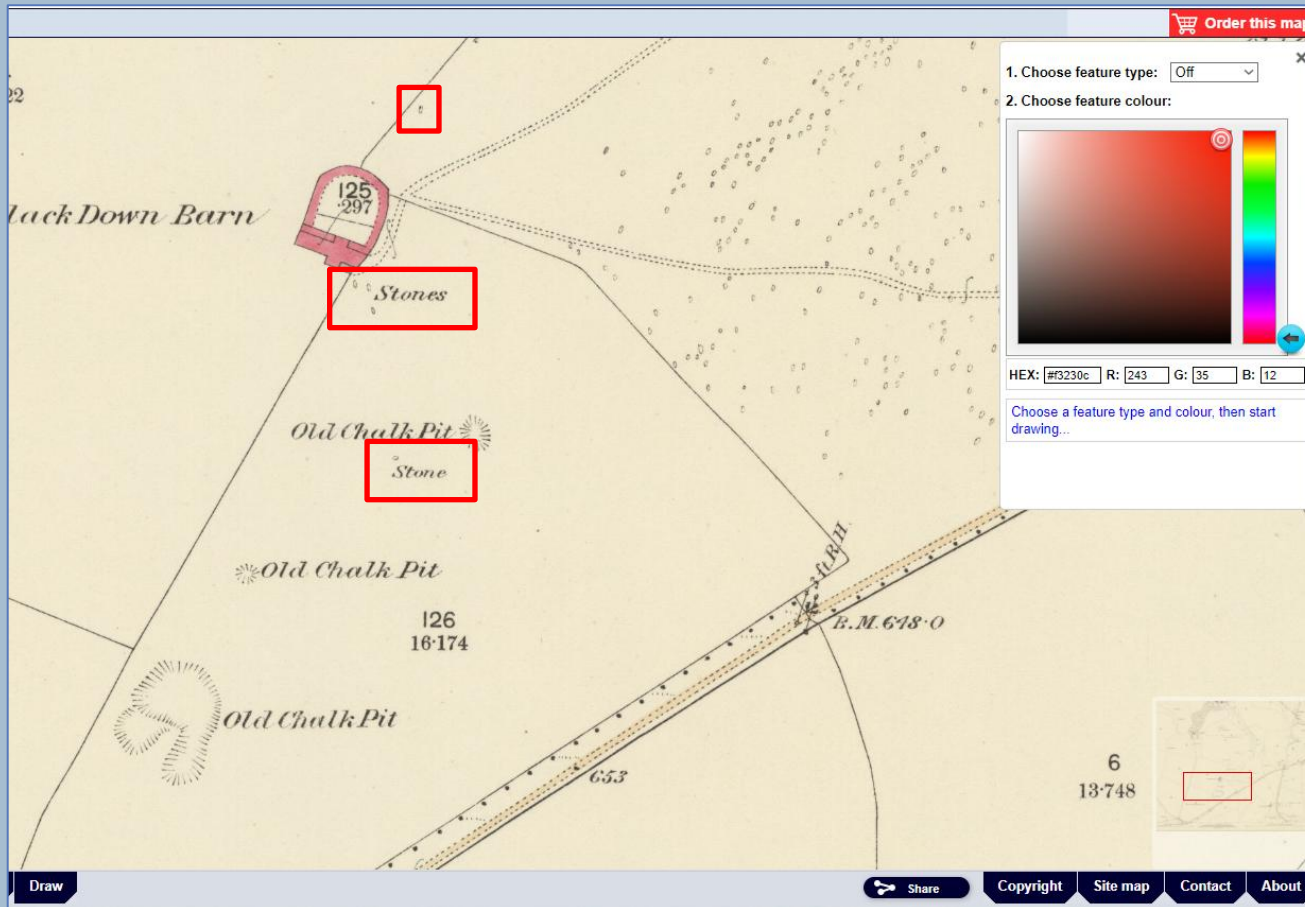 Order this map
1. Choose feature type: Off
2. Choose feature colour:
HEX: #f3230c R: 243 G: 35 B: 12
Choose a feature type and colour, then start
drawing...
22
125
·297
lack Down Barn
Stones
Old Chalk Pit
Stone
Old Chalk Pit
3 ft R.H.
126
16·174
B.M. 648·0
Old Chalk Pit
653
6
13·748
Draw
Share
Copyright
Site map
Contact
About